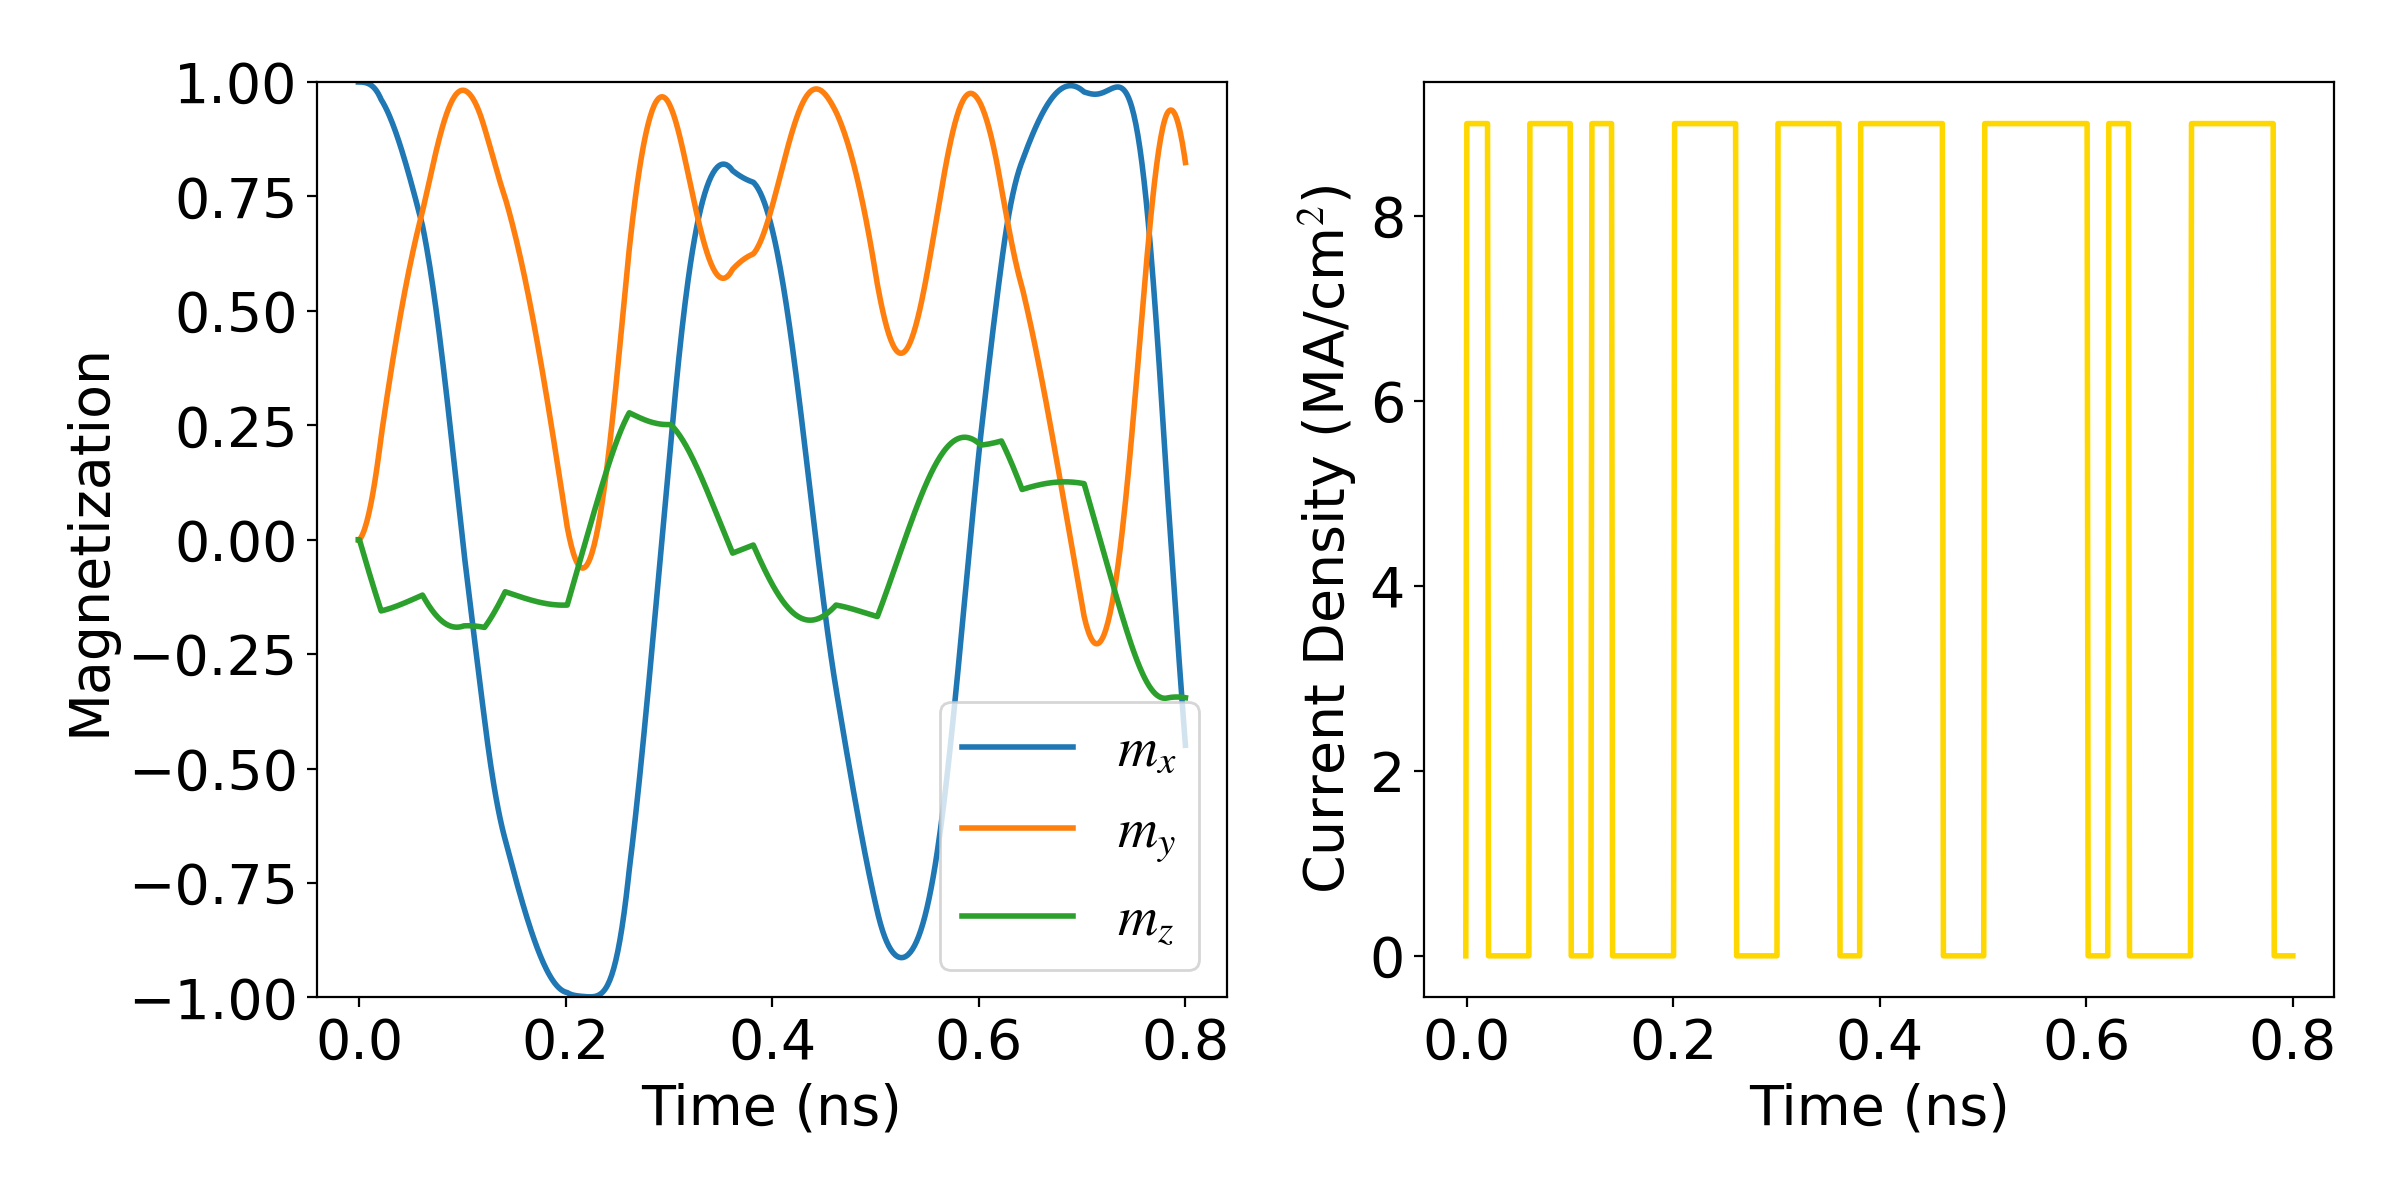 Magnetization
1.00
0.75
0.50
0.25
0.00
−0.25
−0.50
−0.75
−1.00
0.0 0.2 0.4 0.6 0.8
Time (ns)
m_x
m_y
m_z
Current Density (MA/cm²)
8
6
4
2
0
0.0 0.2 0.4 0.6 0.8
Time (ns)